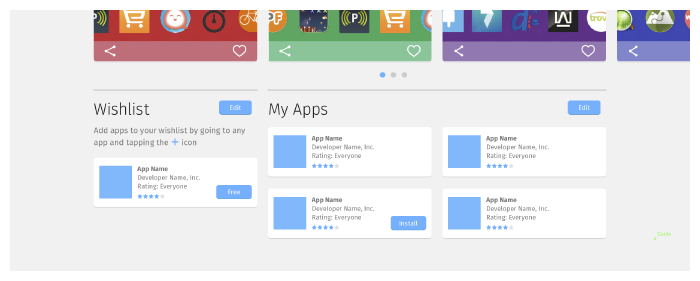 PF
(P)
(P)
d
trov
Wishlist
Edit
Add apps to your wishlist by going to any
app and tapping the + icon
App Name
Developer Name, Inc.
Rating: Everyone
Free
My Apps
Edit
App Name
Developer Name, Inc.
Rating: Everyone
App Name
Developer Name, Inc.
Rating: Everyone
App Name
Developer Name, Inc.
Rating: Everyone
Install
App Name
Developer Name, Inc.
Rating: Everyone